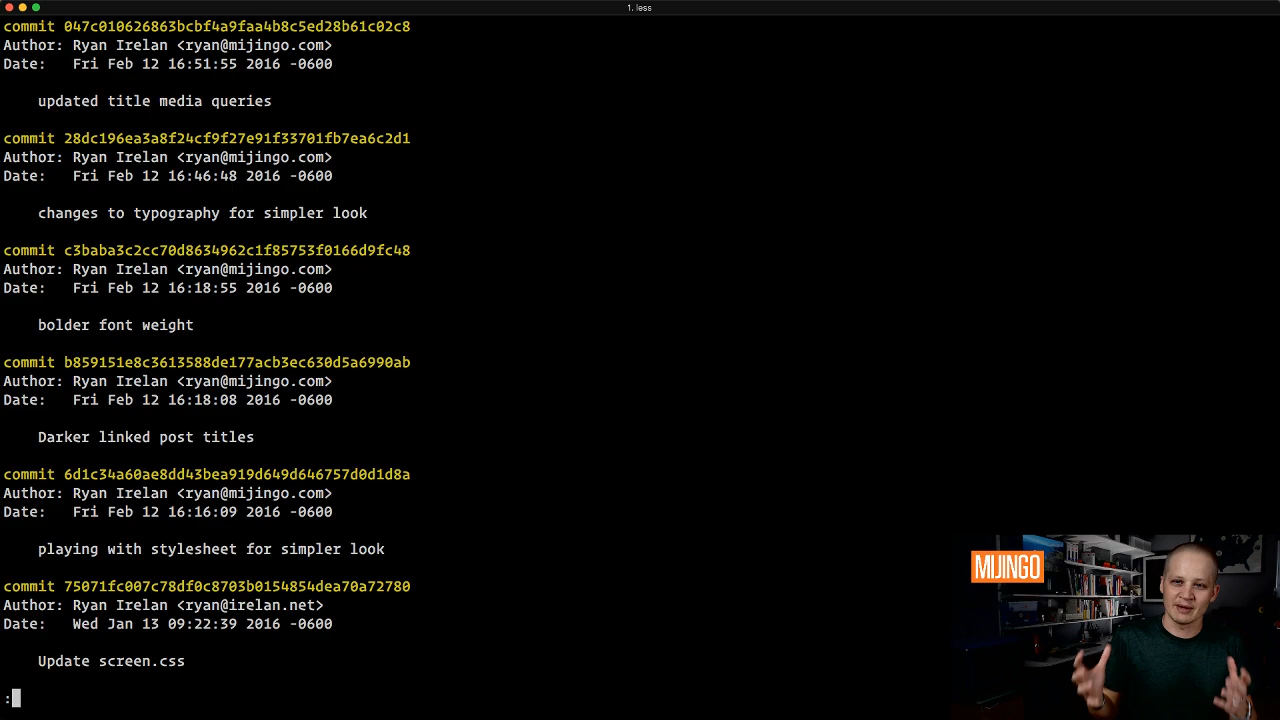 1. less
commit 047c010626863bcbf4a9faa4b8c5ed28b61c02c8
Author: Ryan Irelan <ryan@mijingo.com>
Date:   Fri Feb 12 16:51:55 2016 -0600
updated title media queries
commit 28dc196ea3a8f24cf9f27e91f33701fb7ea6c2d1
Author: Ryan Irelan <ryan@mijingo.com>
Date:   Fri Feb 12 16:46:48 2016 -0600
changes to typography for simpler look
commit c3baba3c2cc70d8634962c1f85753f0166d9fc48
Author: Ryan Irelan <ryan@mijingo.com>
Date:   Fri Feb 12 16:18:55 2016 -0600
bolder font weight
commit b859151e8c3613588de177acb3ec630d5a6990ab
Author: Ryan Irelan <ryan@mijingo.com>
Date:   Fri Feb 12 16:18:08 2016 -0600
Darker linked post titles
commit 6d1c34a60ae8dd43bea919d649d646757d0d1d8a
Author: Ryan Irelan <ryan@mijingo.com>
Date:   Fri Feb 12 16:16:09 2016 -0600
playing with stylesheet for simpler look
commit 75071fc007c78df0c8703b0154854dea70a72780
Author: Ryan Irelan <ryan@irelan.net>
Date:   Wed Jan 13 09:22:39 2016 -0600
Update screen.css
:
MIJINGO